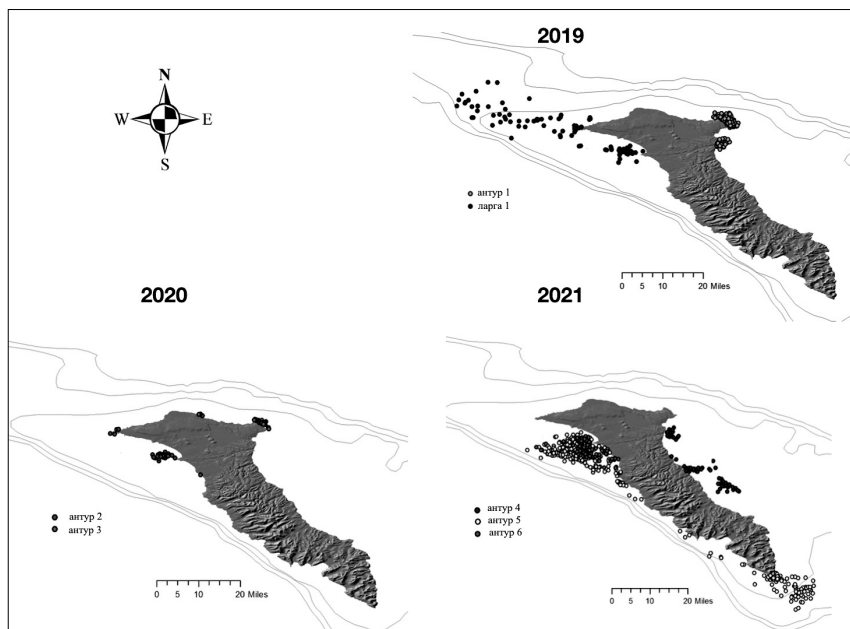 2019
N
W E
S
антур 1
ларга 1
0 5 10 20 Miles
2020
антур 2
антур 3
0 5 10 20 Miles
2021
антур 4
антур 5
антур 6
0 5 10 20 Miles